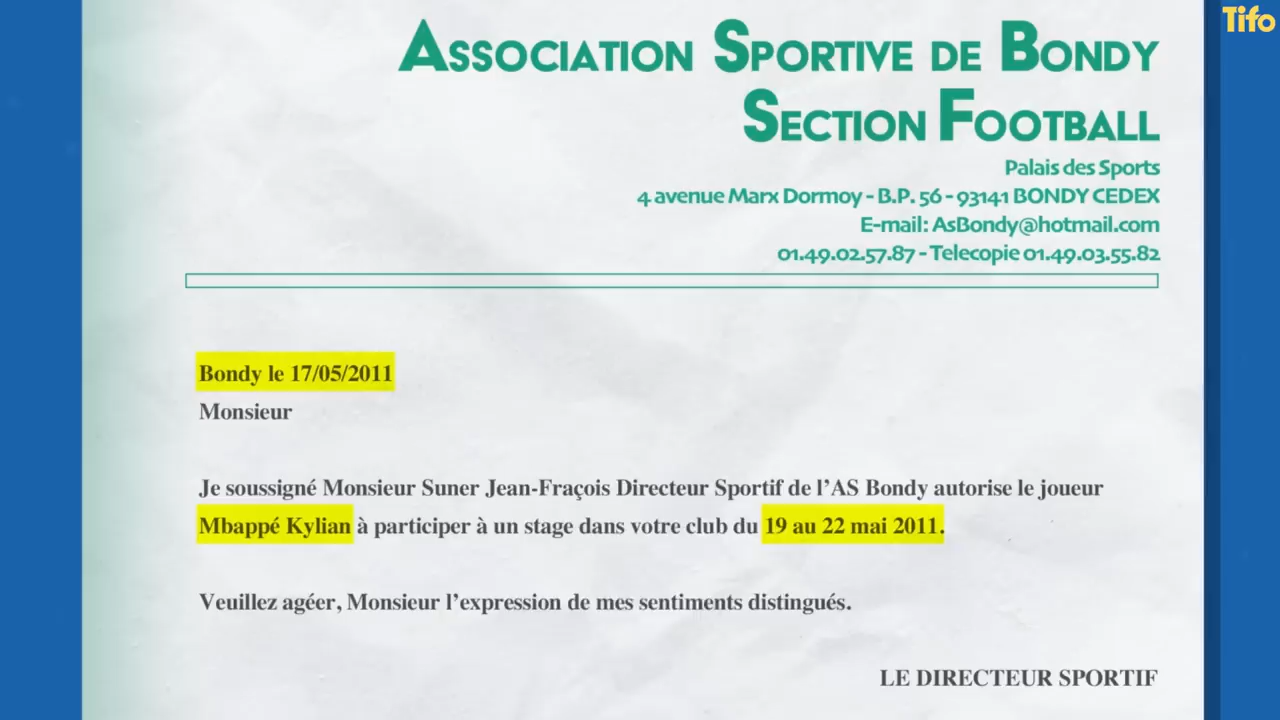 Tifo
Association Sportive de Bondy
Section Football
Palais des Sports
4 avenue Marx Dormoy - B.P. 56 - 93141 BONDY CEDEX
E-mail: AsBondy@hotmail.com
01.49.02.57.87 - Telecopie 01.49.03.55.82
Bondy le 17/05/2011
Monsieur
Je soussigné Monsieur Suner Jean-Fraçois Directeur Sportif de l’AS Bondy autorise le joueur
Mbappé Kylian à participer à un stage dans votre club du 19 au 22 mai 2011.
Veuillez agéer, Monsieur l’expression de mes sentiments distingués.
LE DIRECTEUR SPORTIF